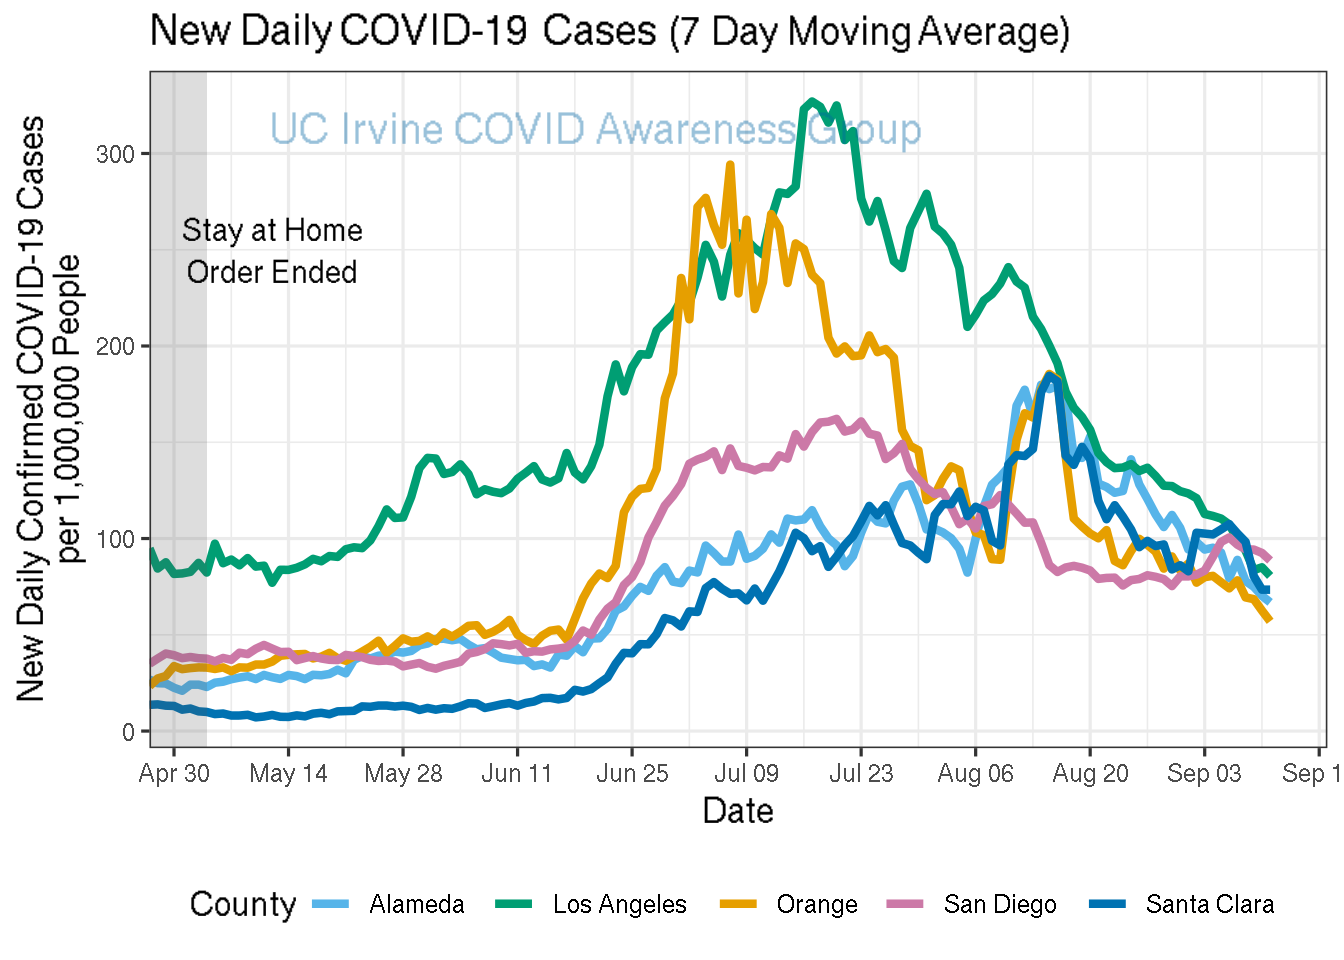 New Daily COVID-19 Cases (7 Day Moving Average)
UC Irvine COVID Awareness Group
Stay at Home
Order Ended
New Daily Confirmed COVID-19 Cases
per 1,000,000 People
300
200
100
0
Apr 30 May 14 May 28 Jun 11 Jun 25 Jul 09 Jul 23 Aug 06 Aug 20 Sep 03 Sep 1
Date
County Alameda Los Angeles Orange San Diego Santa Clara